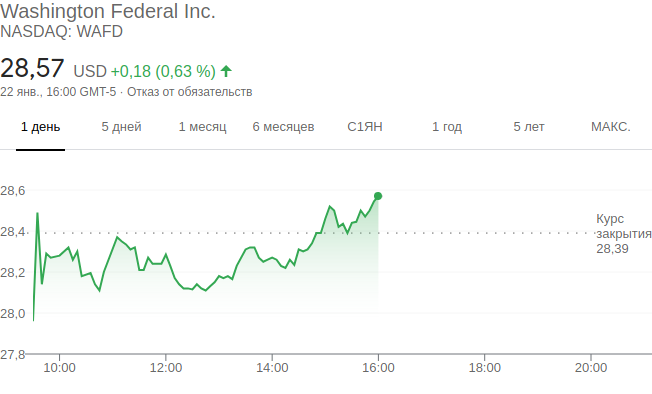 Washington Federal Inc.
NASDAQ: WAFD
28,57 USD +0,18 (0,63 %)
22 янв., 16:00 GMT-5 · Отказ от обязательств
1 день 5 дней 1 месяц 6 месяцев С1ЯН 1 год 5 лет МАКС.
28,6
28,4
28,2
28,0
27,8
Курс
закрытия
28,39
10:00 12:00 14:00 16:00 18:00 20:00